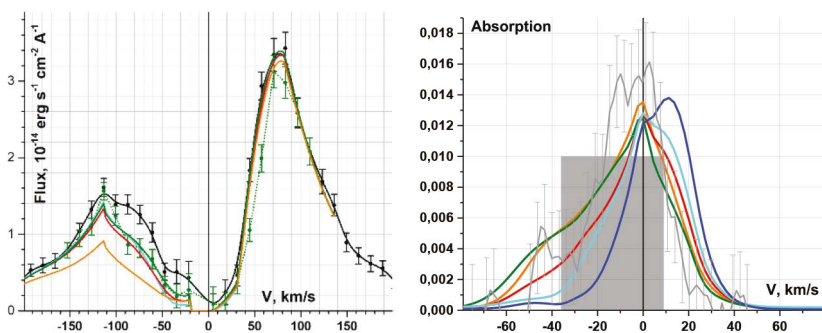 Flux, 10⁻¹⁴ erg s⁻¹ cm⁻² A⁻¹
3
2
1
0
-150 -100 -50 0 50 100 150
V, km/s
Absorption
0,018
0,016
0,014
0,012
0,010
0,008
0,006
0,004
0,002
0,000
-60 -40 -20 0 20 40 60
V, km/s